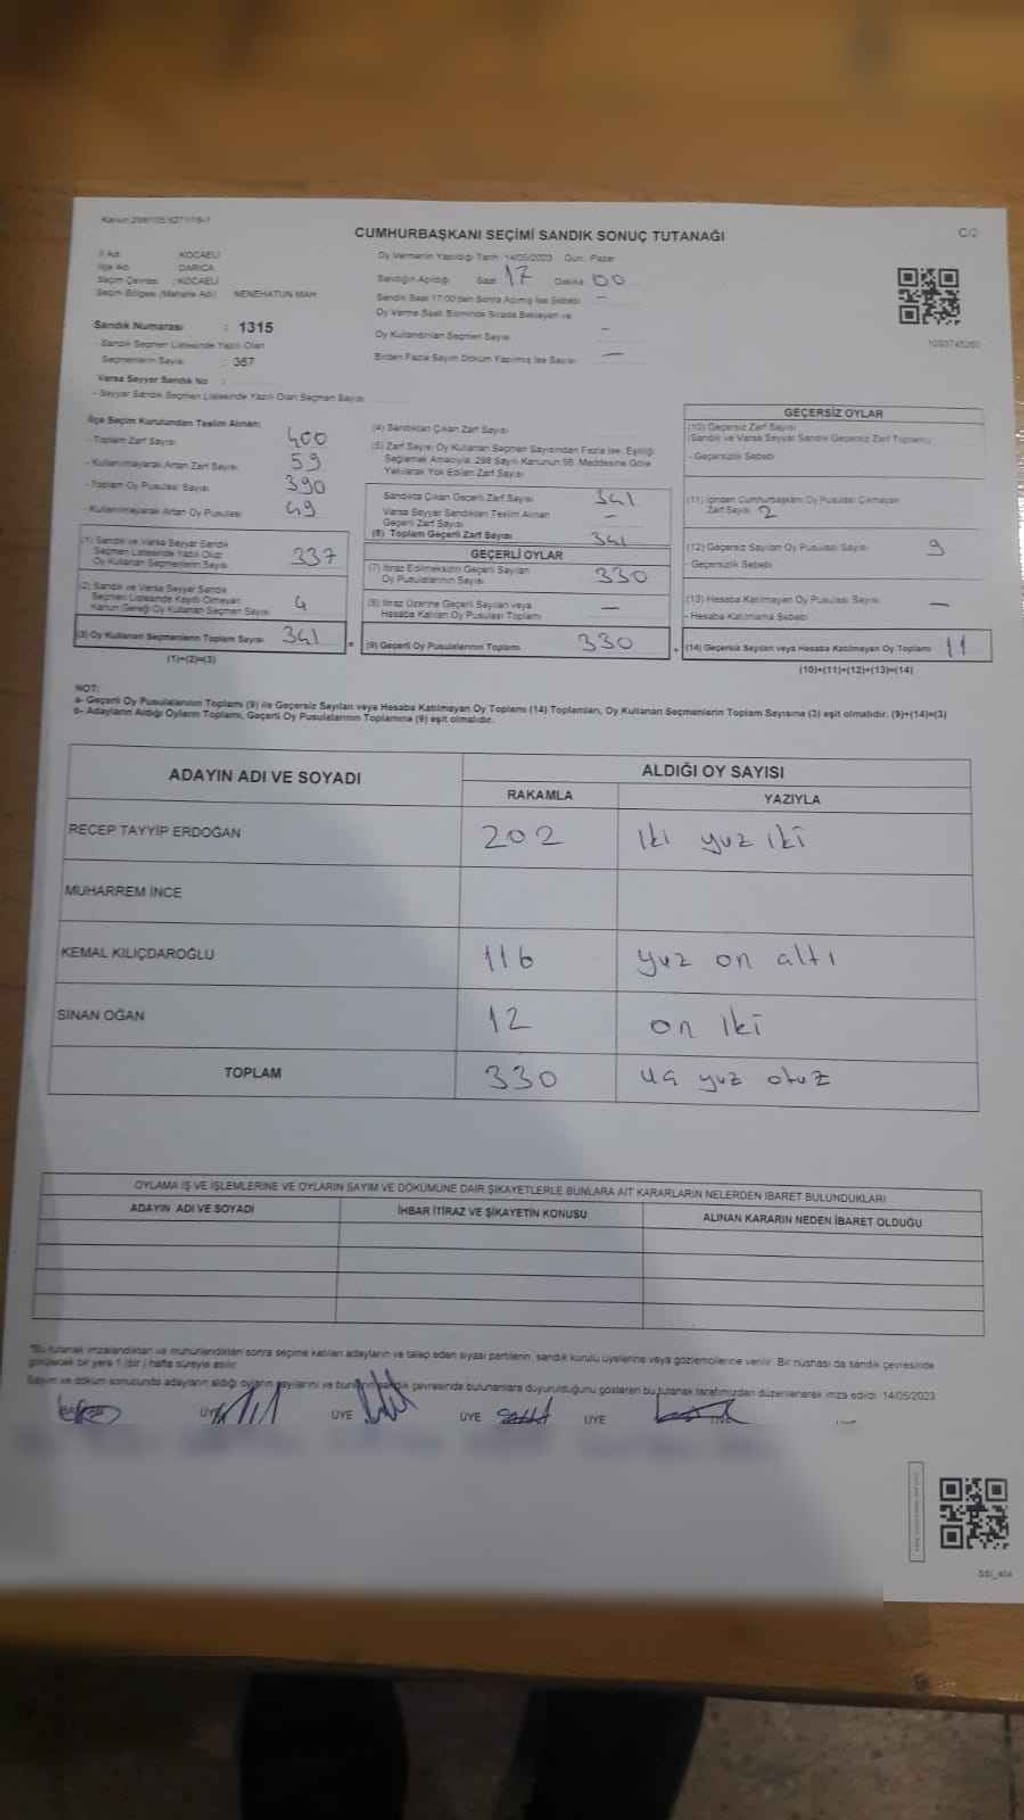 C/2
CUMHURBAŞKANI SEÇİMİ SANDIK SONUÇ TUTANAĞI
İl Adı : KOCAELİ
İlçe Adı : DARICA
Seçim Çevresi : KOCAELİ
Seçim Bölgesi (Mahalle Adı) : NENEHATUN MAH
Sandık Numarası : 1315
Sandık Seçmen Listesinde Yazılı Olan
Seçmenlerin Sayısı : 367
Varsa Seyyar Sandık No :
- Seyyar Sandık Seçmen Listesinde Yazılı Olan Seçmen Sayısı
Oy Vermenin Yapıldığı Tarih : 14/05/2023 Gün : Pazar
Sandığın Açıldığı Saat 17 Dakika 00
Sandık Saat 17:00'den Sonra Açılmış İse Sebebi —
Oy Verme Saati Bitiminde Sırada Bekleyen ve
Oy Kullandırılan Seçmen Sayısı —
Birden Fazla Sayım Döküm Yapılmış İse Sayısı —
İlçe Seçim Kurulundan Teslim Alınan:
- Toplam Zarf Sayısı 400
- Kullanılmayarak Artan Zarf Sayısı 59
- Toplam Oy Pusulası Sayısı 390
- Kullanılmayarak Artan Oy Pusulası 49
(1) Sandık ve Varsa Seyyar Sandık
Seçmen Listesinde Yazılı Olup
Oy Kullanan Seçmenlerin Sayısı 337
(2) Sandık ve Varsa Seyyar Sandık
Seçmen Listesinde Kaydı Olmayan
Kanun Gereği Oy Kullanan Seçmen Sayısı 4
(3) Oy Kullanan Seçmenlerin Toplam Sayısı 341
(1)+(2)=(3)
(4) Sandıktan Çıkan Zarf Sayısı
(5) Zarf Sayısı Oy Kullanan Seçmen Sayısından Fazla İse, Eşitliği
Sağlamak Amacıyla, 298 Sayılı Kanunun 98. Maddesine Göre
Yakılarak Yok Edilen Zarf Sayısı
Sandıkta Çıkan Geçerli Zarf Sayısı 341
Varsa Seyyar Sandıktan Teslim Alınan
Geçerli Zarf Sayısı —
(6) Toplam Geçerli Zarf Sayısı 341
GEÇERLİ OYLAR
(7) İtiraz Edilmeksizin Geçerli Sayılan
Oy Pusulalarının Sayısı 330
(8) İtiraz Üzerine Geçerli Sayılan veya
Hesaba Katılan Oy Pusulası Toplamı —
(9) Geçerli Oy Pusulalarının Toplamı 330
GEÇERSİZ OYLAR
(10) Geçersiz Zarf Sayısı
(Sandık ve Varsa Seyyar Sandık Geçersiz Zarf Toplamı)
- Geçersizlik Sebebi
(11) İçinden Cumhurbaşkanı Oy Pusulası Çıkmayan
Zarf Sayısı 2
(12) Geçersiz Sayılan Oy Pusulası Sayısı 9
- Geçersizlik Sebebi
(13) Hesaba Katılmayan Oy Pusulası Sayısı —
- Hesaba Katılmama Sebebi
(14) Geçersiz Sayılan veya Hesaba Katılmayan Oy Toplamı 11
(10)+(11)+(12)+(13)=(14)
NOT:
a- Geçerli Oy Pusulalarının Toplamı (9) ile Geçersiz Sayılan veya Hesaba Katılmayan Oy Toplamı (14) Toplamları, Oy Kullanan Seçmenlerin Toplam Sayısına (3) eşit olmalıdır. (9)+(14)=(3)
b- Adayların Aldığı Oyların Toplamı, Geçerli Oy Pusulalarının Toplamına (9) eşit olmalıdır.
ADAYIN ADI VE SOYADI
ALDIĞI OY SAYISI
RAKAMLA YAZIYLA
RECEP TAYYİP ERDOĞAN 202 iki yuz iki
MUHARREM İNCE
KEMAL KILIÇDAROĞLU 116 yuz on altı
SİNAN OĞAN 12 on iki
TOPLAM 330 uç yuz otuz
OYLAMA İŞ VE İŞLEMLERİNE VE OYLARIN SAYIM VE DÖKÜMÜNE DAİR ŞİKAYETLERLE BUNLARA AİT KARARLARIN NELERDEN İBARET BULUNDUKLARI
ADAYIN ADI VE SOYADI
İHBAR İTİRAZ VE ŞİKAYETİN KONUSU
ALINAN KARARIN NEDEN İBARET OLDUĞU
*Bu tutanak imzalandıktan ve mühürlendikten sonra seçime katılan adayların ve talep eden siyasi partilerin, sandık kurulu üyelerine veya gözlemcilerine verilir. Bir nüshası da sandık çevresinde
görülecek bir yere 1 (bir) hafta süreyle asılır.
Sayım ve döküm sonucunda adayların aldığı oyların sayılarını ve bunların sandık çevresinde bulunanlara duyurulduğunu gösteren bu tutanak tarafımızdan düzenlenerek imza edildi. 14/05/2023
ÜYE ÜYE ÜYE ÜYE